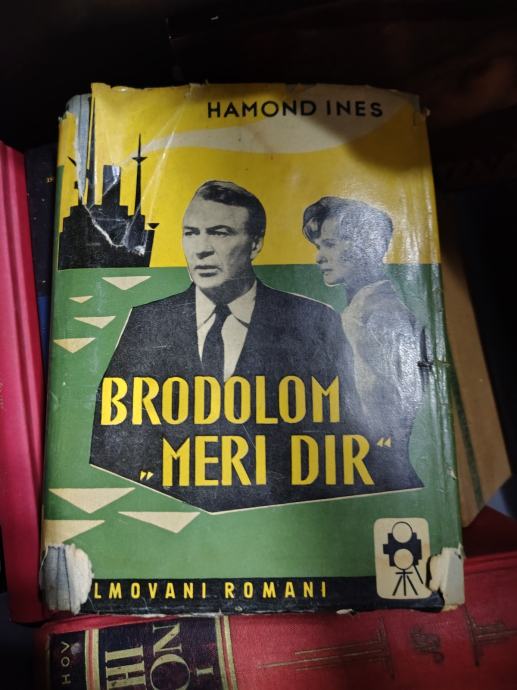 HAMOND INES
BRODOLOM
„MERI DIR“
LMOVANI ROMANI